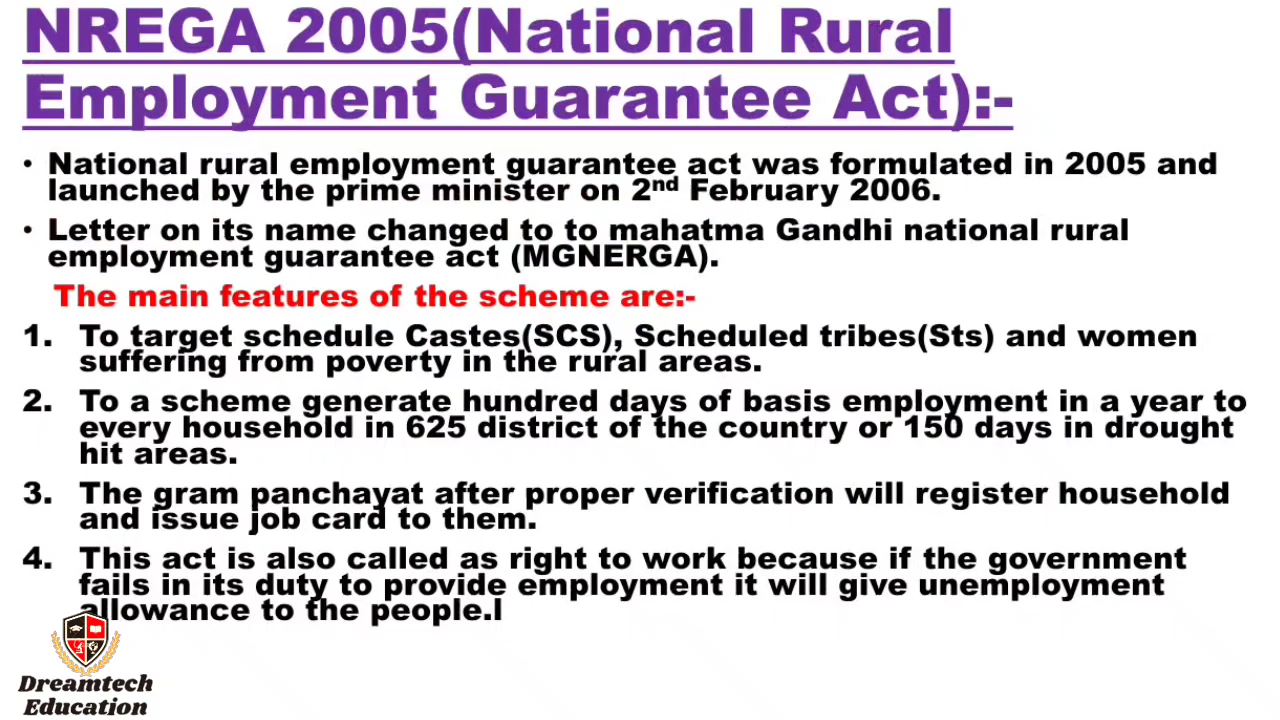 NREGA 2005(National Rural
Employment Guarantee Act):-
• National rural employment guarantee act was formulated in 2005 and
launched by the prime minister on 2nd February 2006.
• Letter on its name changed to to mahatma Gandhi national rural
employment guarantee act (MGNERGA).
The main features of the scheme are:-
1. To target schedule Castes(SCS), Scheduled tribes(Sts) and women
suffering from poverty in the rural areas.
2. To a scheme generate hundred days of basis employment in a year to
every household in 625 district of the country or 150 days in drought
hit areas.
3. The gram panchayat after proper verification will register household
and issue job card to them.
4. This act is also called as right to work because if the government
fails in its duty to provide employment it will give unemployment
allowance to the people.l
Dreamtech
Education